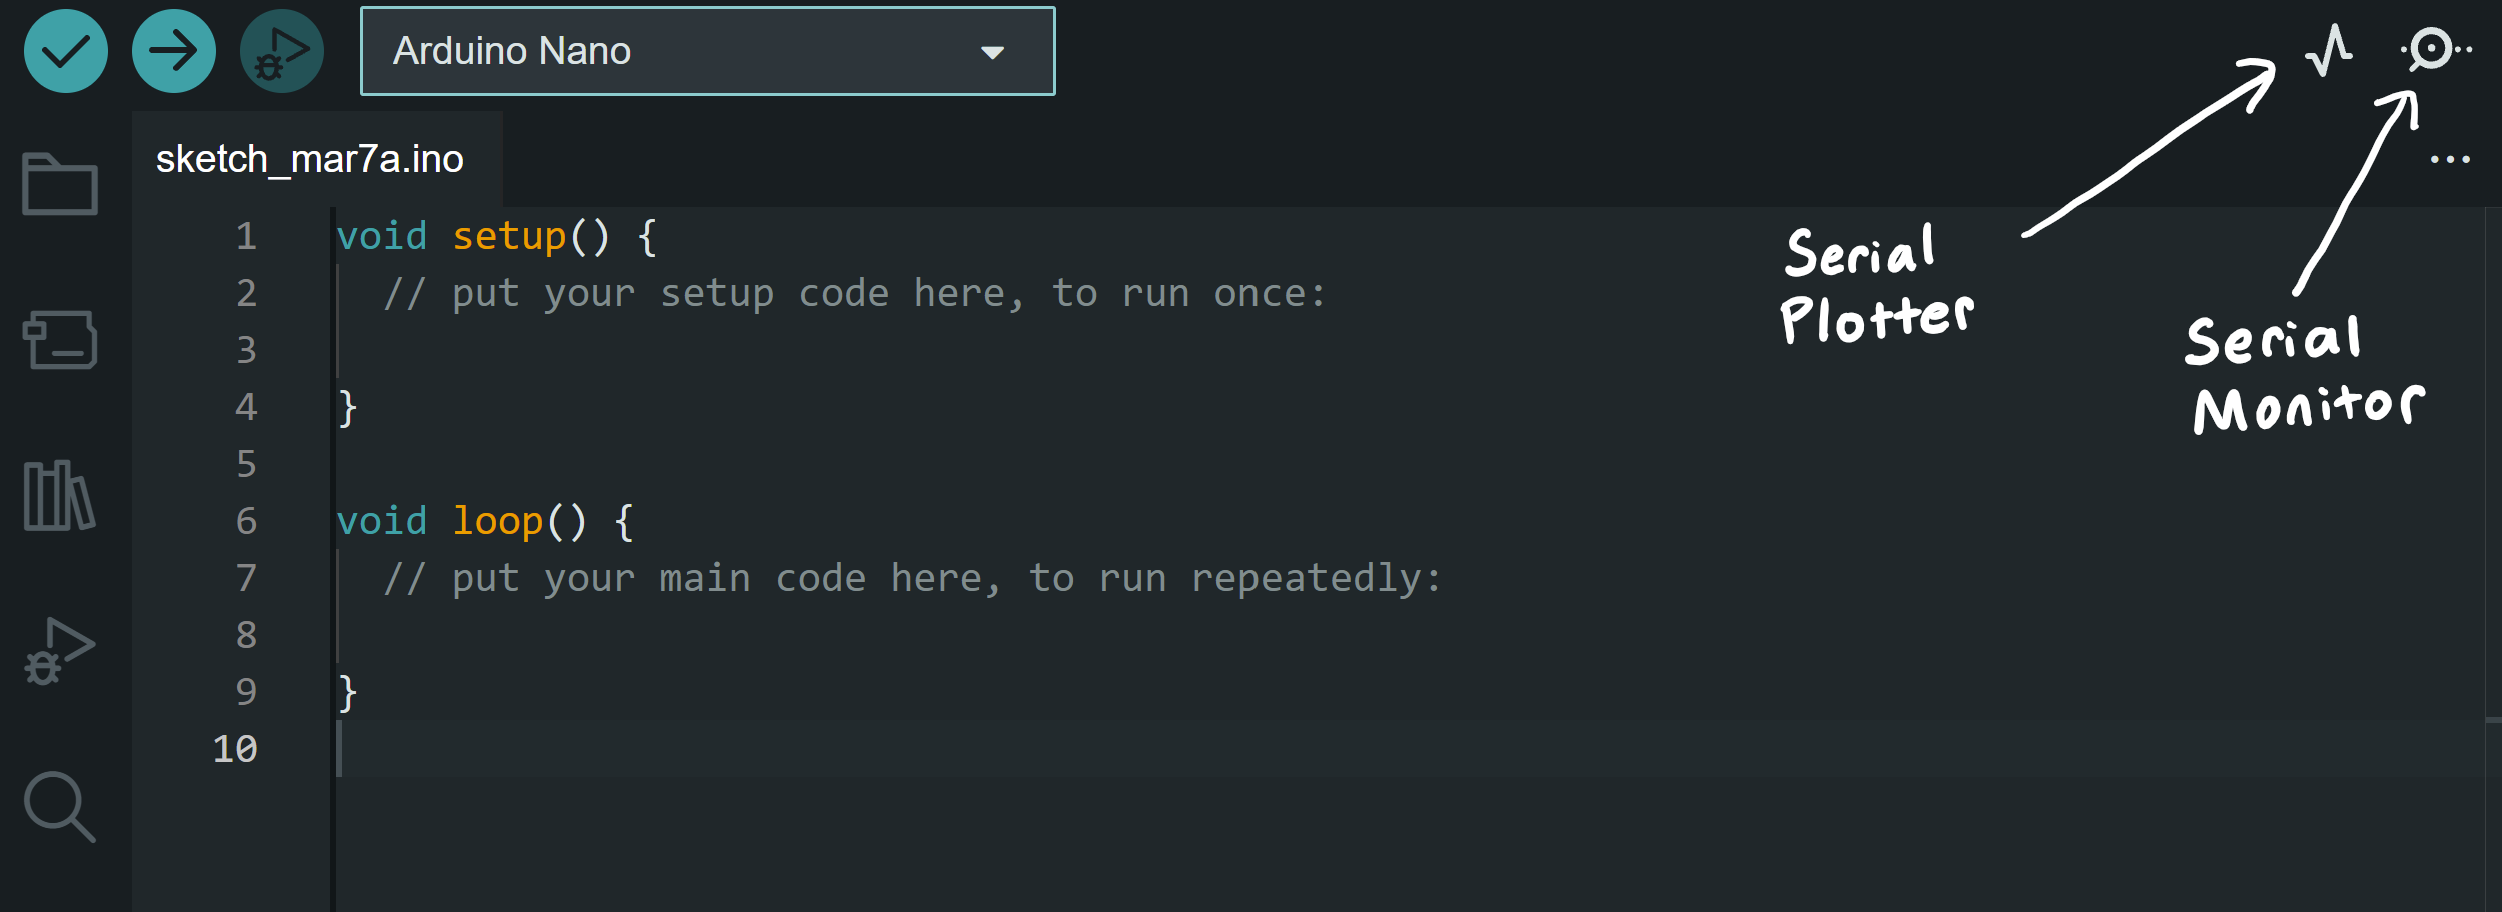 Arduino Nano
sketch_mar7a.ino
1 void setup() {
2 // put your setup code here, to run once:
3
4 }
5
6 void loop() {
7 // put your main code here, to run repeatedly:
8
9 }
10
Serial
Plotter
Serial
Monitor